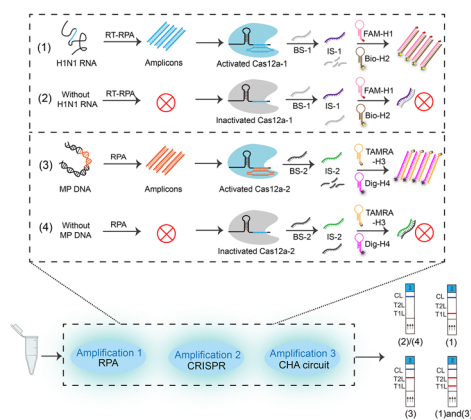 (1)
H1N1 RNA
RT-RPA
Amplicons
Activated Cas12a-1
BS-1
IS-1
FAM-H1
Bio-H2
(2)
Without
H1N1 RNA
RT-RPA
Inactivated Cas12a-1
BS-1
IS-1
FAM-H1
Bio-H2
(3)
MP DNA
RPA
Amplicons
Activated Cas12a-2
BS-2
IS-2
TAMRA
-H3
Dig-H4
(4)
Without
MP DNA
RPA
Inactivated Cas12a-2
BS-2
IS-2
TAMRA
-H3
Dig-H4
Amplification 1
RPA
Amplification 2
CRISPR
Amplification 3
CHA circuit
CL
T2L
T1L
(2)/(4)
CL
T2L
T1L
(1)
CL
T2L
T1L
(3)
CL
T2L
T1L
(1)and(3)